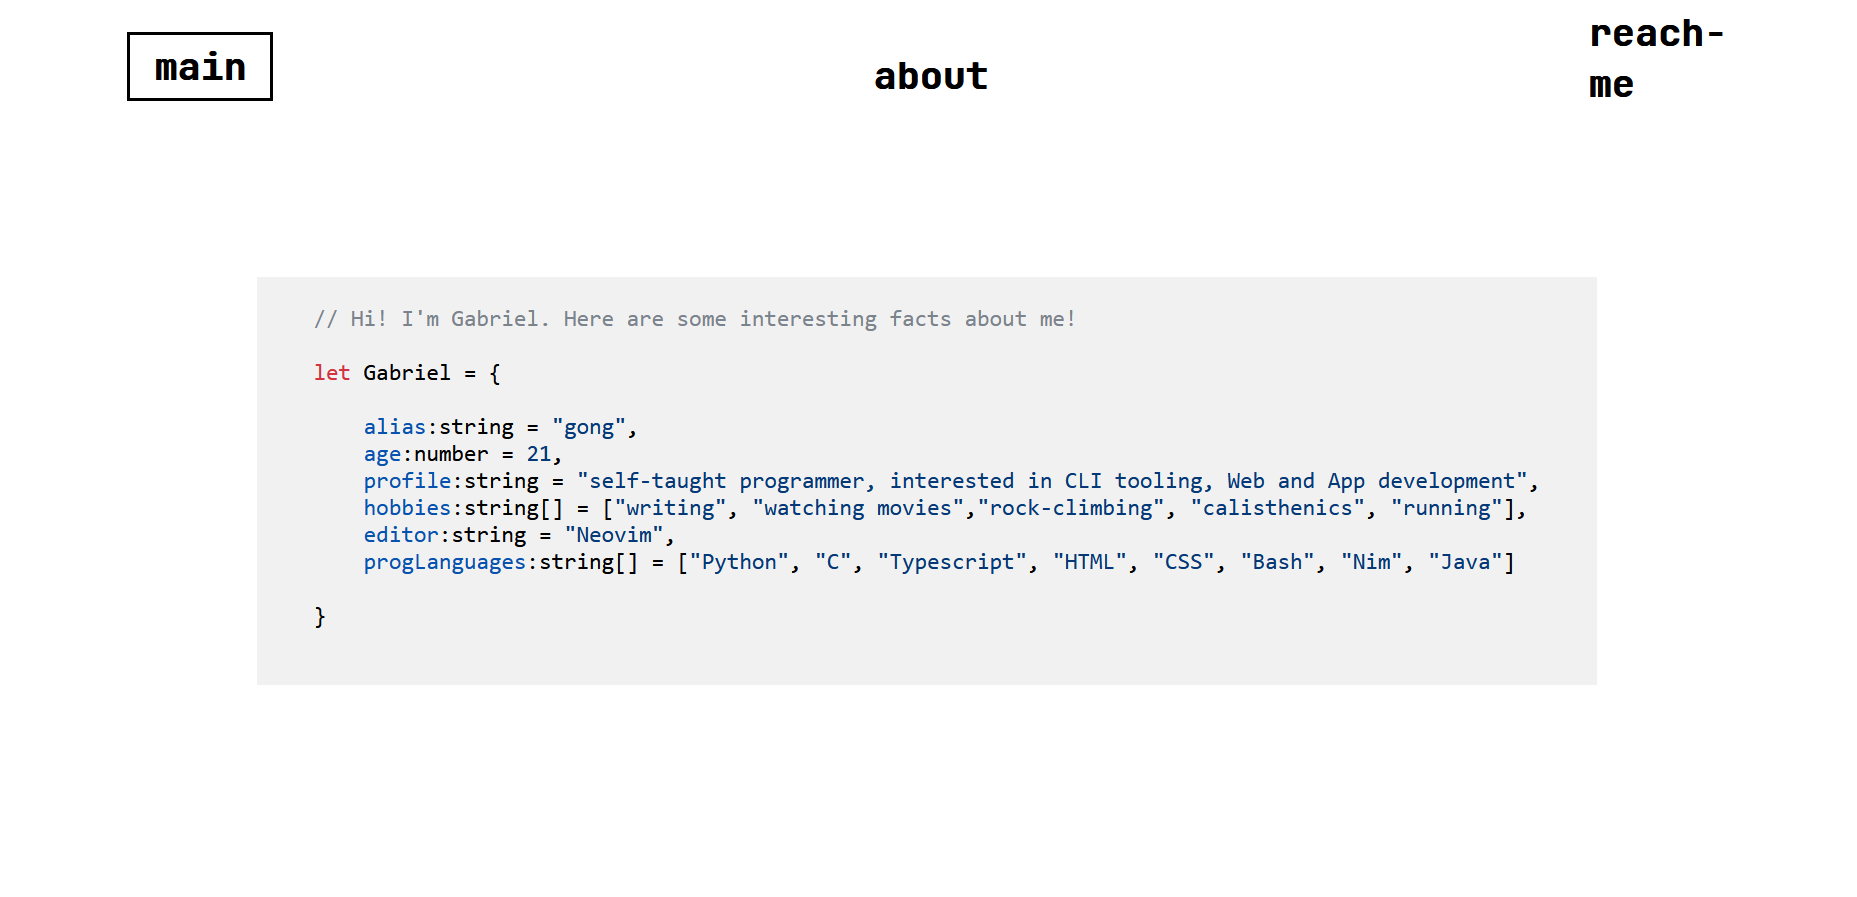 main
about
reach-
me
// Hi! I'm Gabriel. Here are some interesting facts about me!
let Gabriel = {
alias:string = "gong",
age:number = 21,
profile:string = "self-taught programmer, interested in CLI tooling, Web and App development",
hobbies:string[] = ["writing", "watching movies","rock-climbing", "calisthenics", "running"],
editor:string = "Neovim",
progLanguages:string[] = ["Python", "C", "Typescript", "HTML", "CSS", "Bash", "Nim", "Java"]
}